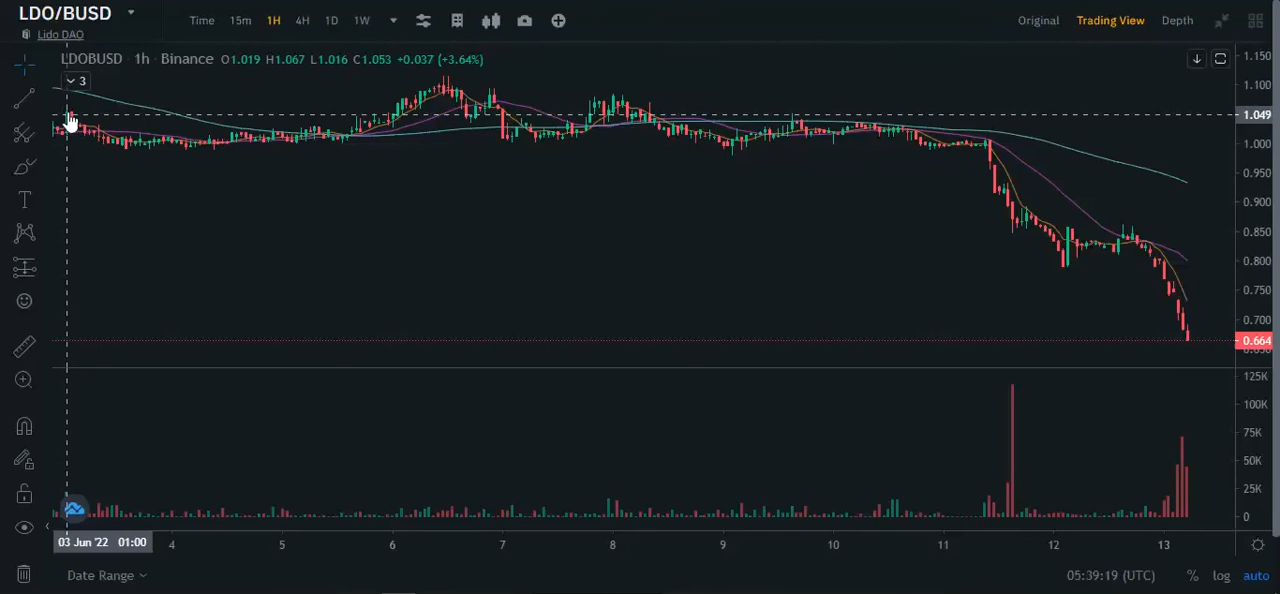 LDO/BUSD
Lido DAO
Time 15m 1H 4H 1D 1W
Original Trading View Depth
LDOBUSD 1h Binance O1.019 H1.067 L1.016 C1.053 +0.037 (+3.64%)
3
1.150
1.100
1.049
1.000
0.950
0.900
0.850
0.800
0.750
0.700
0.664
125K
100K
75K
50K
25K
0
03 Jun '22 01:00 4 5 6 7 8 9 10 11 12 13
Date Range 05:39:19 (UTC) % log auto